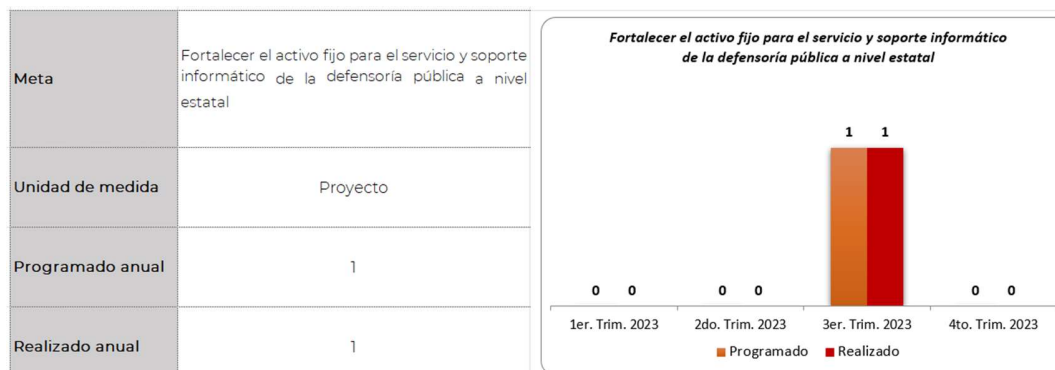 Meta
Fortalecer el activo fijo para el servicio y soporte
informático de la defensoría pública a nivel
estatal
Unidad de medida
Proyecto
Programado anual
1
Realizado anual
1
Fortalecer el activo fijo para el servicio y soporte informático
de la defensoría pública a nivel estatal
1 1
0 0 0 0 0 0
1er. Trim. 2023 2do. Trim. 2023 3er. Trim. 2023 4to. Trim. 2023
Programado Realizado